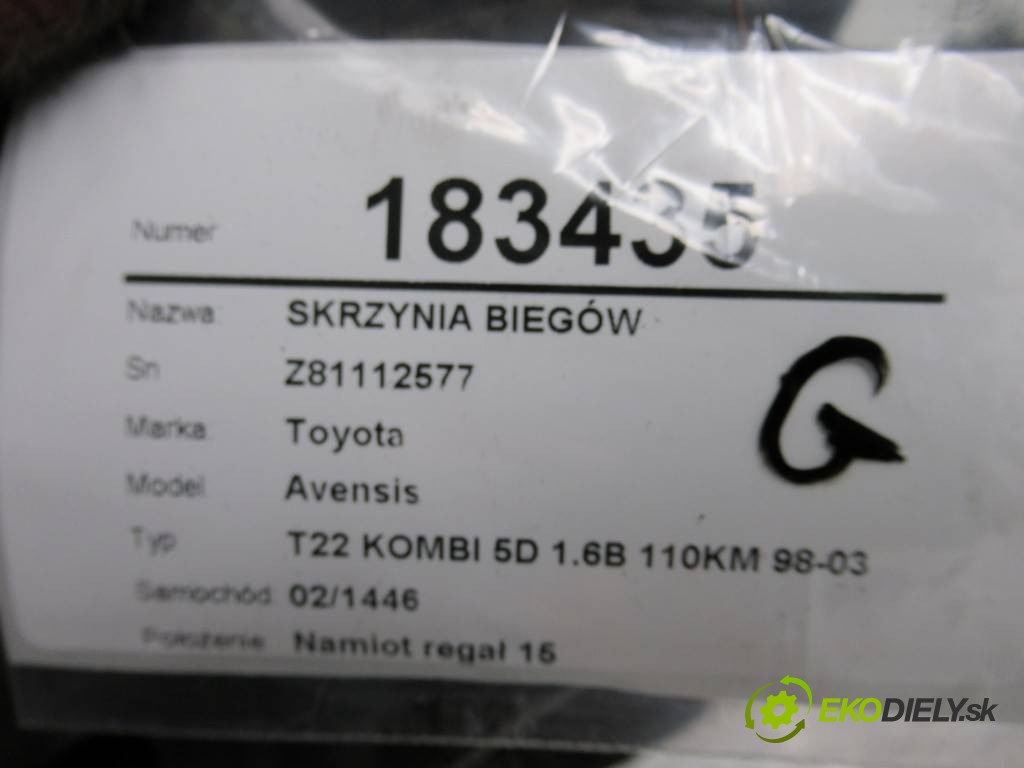 Numer 183435
Nazwa: SKRZYNIA BIEGÓW
Sn Z81112577
Marka: Toyota
Model: Avensis
Typ T22 KOMBI 5D 1.6B 110KM 98-03
Samochód: 02/1446
Położenie: Namiot regał 15
G
EKODIELY.sk